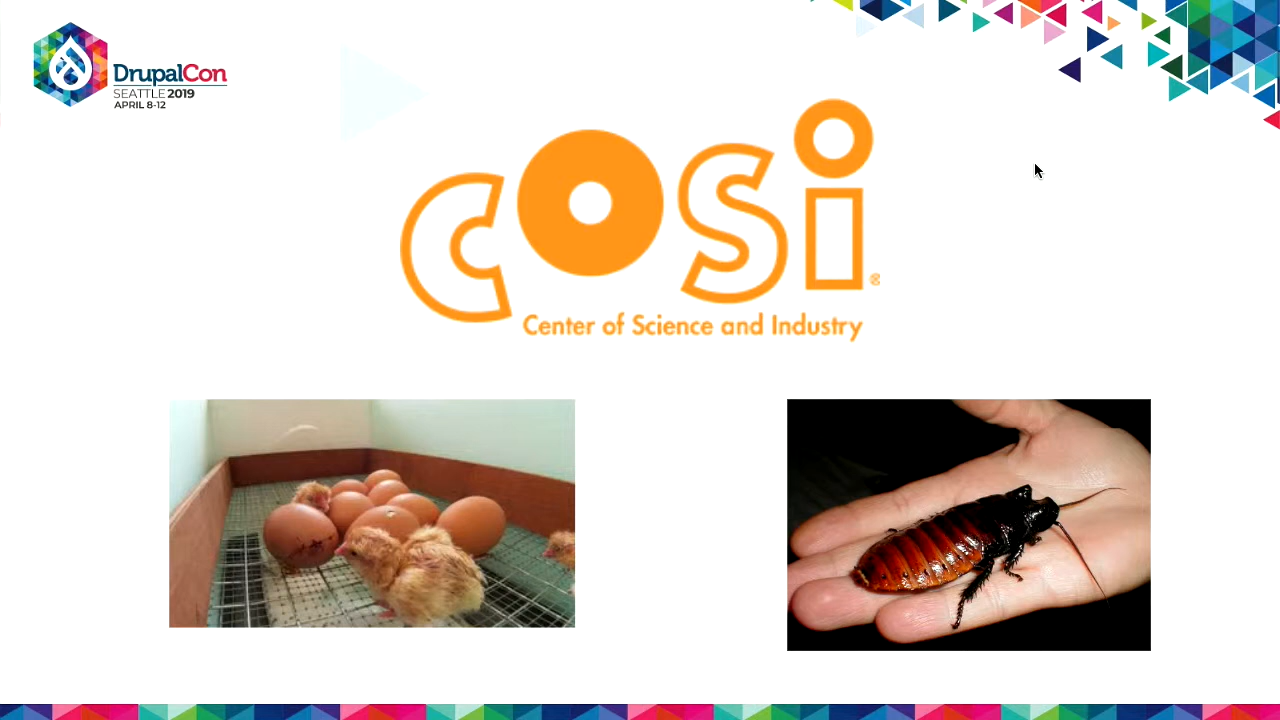 DrupalCon
SEATTLE 2019
APRIL 8-12
cosi
Center of Science and Industry